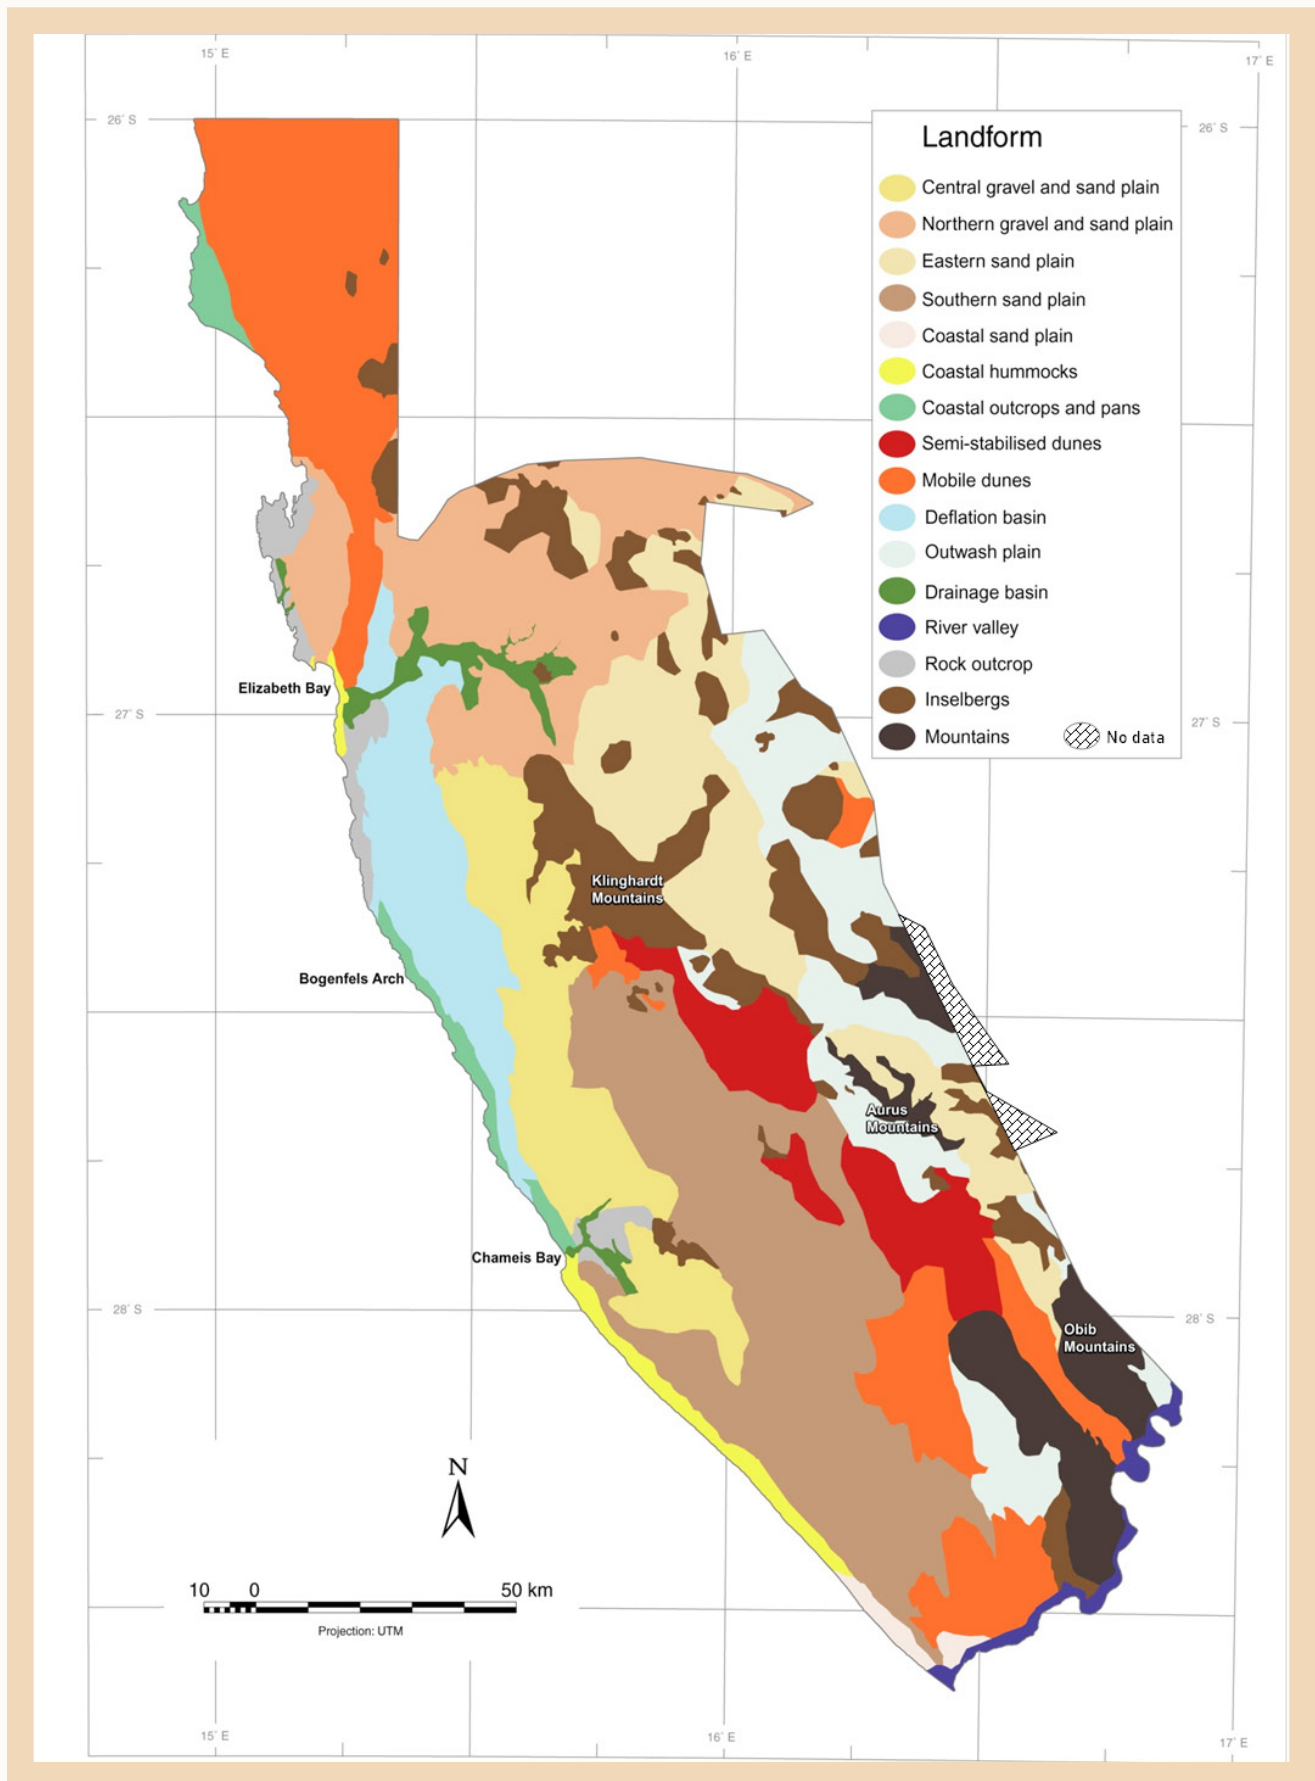 15° E
16° E
17° E
26° S
26° S
Landform
Central gravel and sand plain
Northern gravel and sand plain
Eastern sand plain
Southern sand plain
Coastal sand plain
Coastal hummocks
Coastal outcrops and pans
Semi-stabilised dunes
Mobile dunes
Deflation basin
Outwash plain
Drainage basin
River valley
Rock outcrop
Inselbergs
Mountains
No data
Elizabeth Bay
27° S
27° S
Klinghardt
Mountains
Bogenfels Arch
Aurus
Mountains
Chameis Bay
28° S
28° S
Obib
Mountains
N
10 0 50 km
Projection: UTM
15° E
16° E
17° E